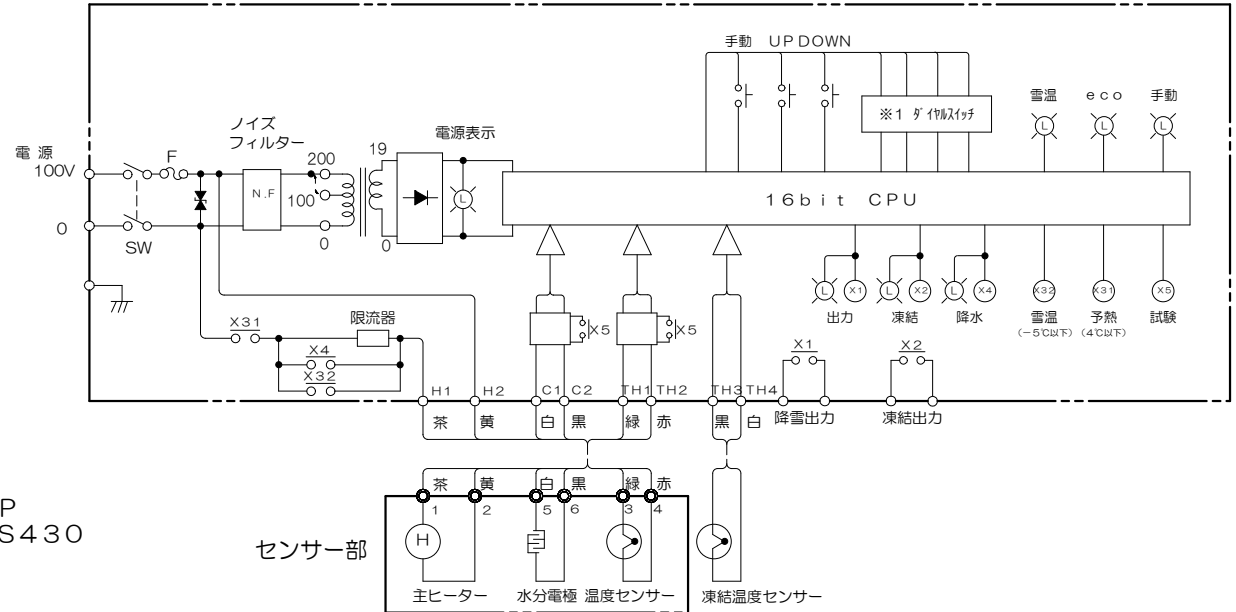 手動 UP DOWN
雪温 eco 手動
L L L
※1 ダイヤルスイッチ
ノイズ
フィルター
電源表示
電源
100V
F
200
19
N.F
100
L
16bit CPU
0
SW
0
0
L X1 L X2 L X4 X32 X31 X5
出力 凍結 降水 雪温 予熱 試験
(−5℃以下) (4℃以下)
X31
限流器
X5 X5
X1 X2
X4
X32
H1 H2 C1 C2 TH1 TH2 TH3 TH4
茶 黄 白 黒 緑 赤 黒 白 降雪出力 凍結出力
茶 黄 白 黒 緑 赤
1 2 5 6 3 4
P
S430
センサー部
H
主ヒーター 水分電極 温度センサー 凍結温度センサー